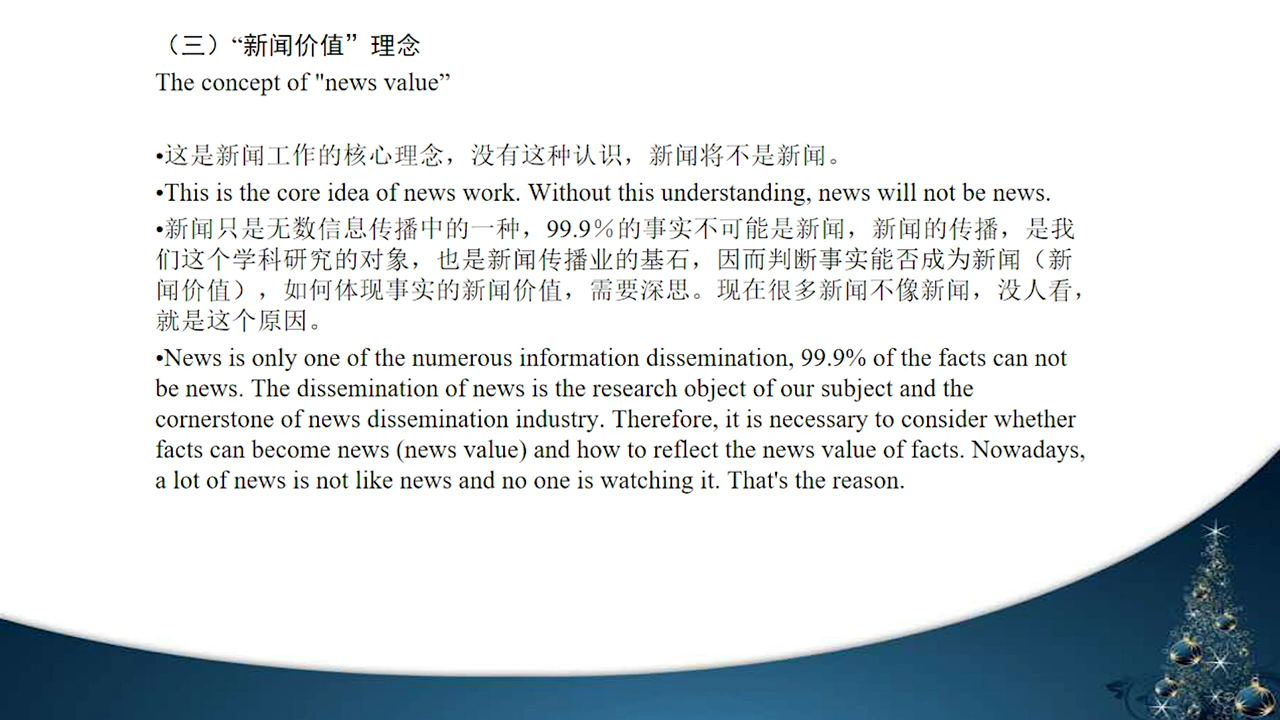 （三）“新闻价值”理念
The concept of "news value”
•这是新闻工作的核心理念，没有这种认识，新闻将不是新闻。
•This is the core idea of news work. Without this understanding, news will not be news.
•新闻只是无数信息传播中的一种，99.9％的事实不可能是新闻，新闻的传播，是我
们这个学科研究的对象，也是新闻传播业的基石，因而判断事实能否成为新闻（新
闻价值），如何体现事实的新闻价值，需要深思。现在很多新闻不像新闻，没人看，
就是这个原因。
•News is only one of the numerous information dissemination, 99.9% of the facts can not
be news. The dissemination of news is the research object of our subject and the
cornerstone of news dissemination industry. Therefore, it is necessary to consider whether
facts can become news (news value) and how to reflect the news value of facts. Nowadays,
a lot of news is not like news and no one is watching it. That's the reason.